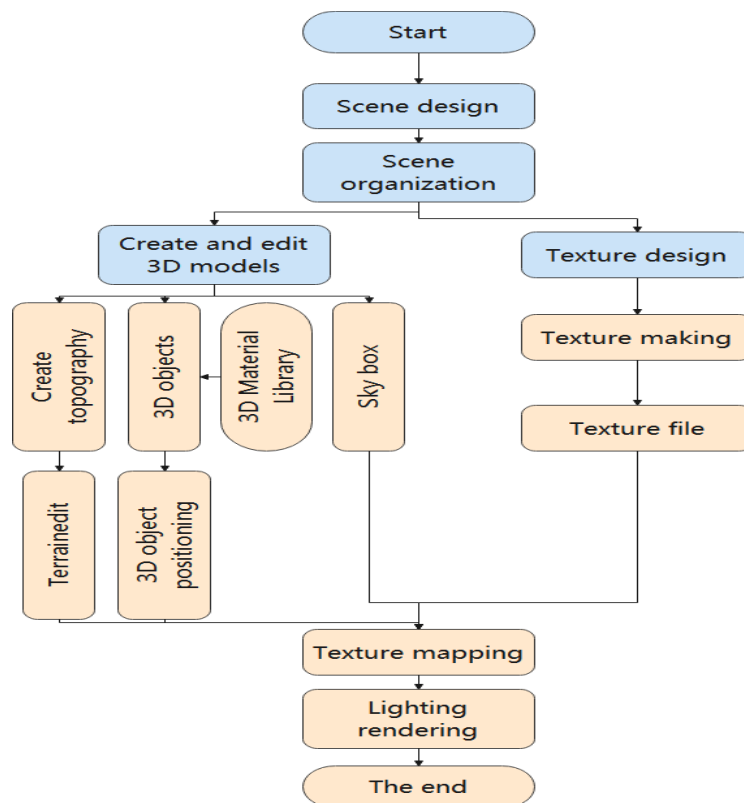 Start
Scene design
Scene
organization
Create and edit
3D models
Texture design
Create
topography
3D objects
3D Material
Library
Sky box
Texture making
Texture file
Terrainedit
3D object
positioning
Texture mapping
Lighting
rendering
The end